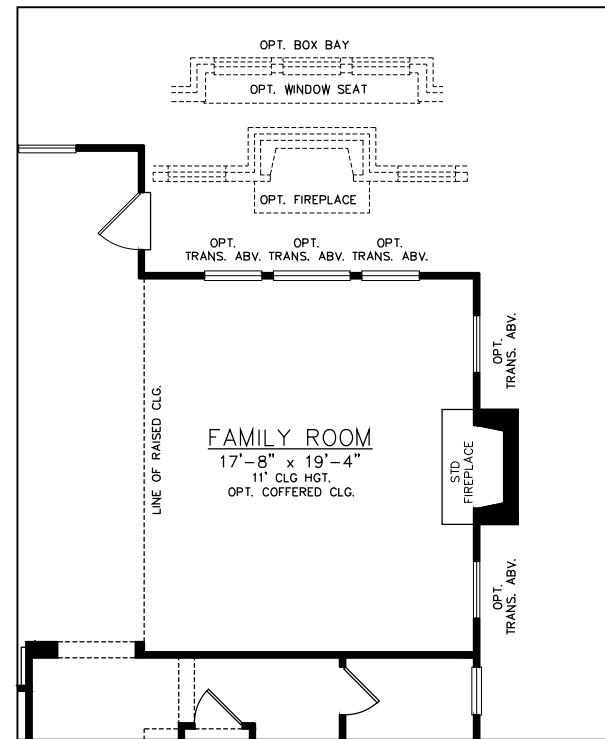 OPT. BOX BAY
OPT. WINDOW SEAT
OPT. FIREPLACE
OPT.
TRANS. ABV.
OPT.
TRANS. ABV.
OPT.
TRANS. ABV.
OPT.
TRANS. ABV.
LINE OF RAISED CLG.
FAMILY ROOM
17'-8" x 19'-4"
11' CLG HGT.
OPT. COFFERED CLG.
STD
FIREPLACE
OPT.
TRANS. ABV.